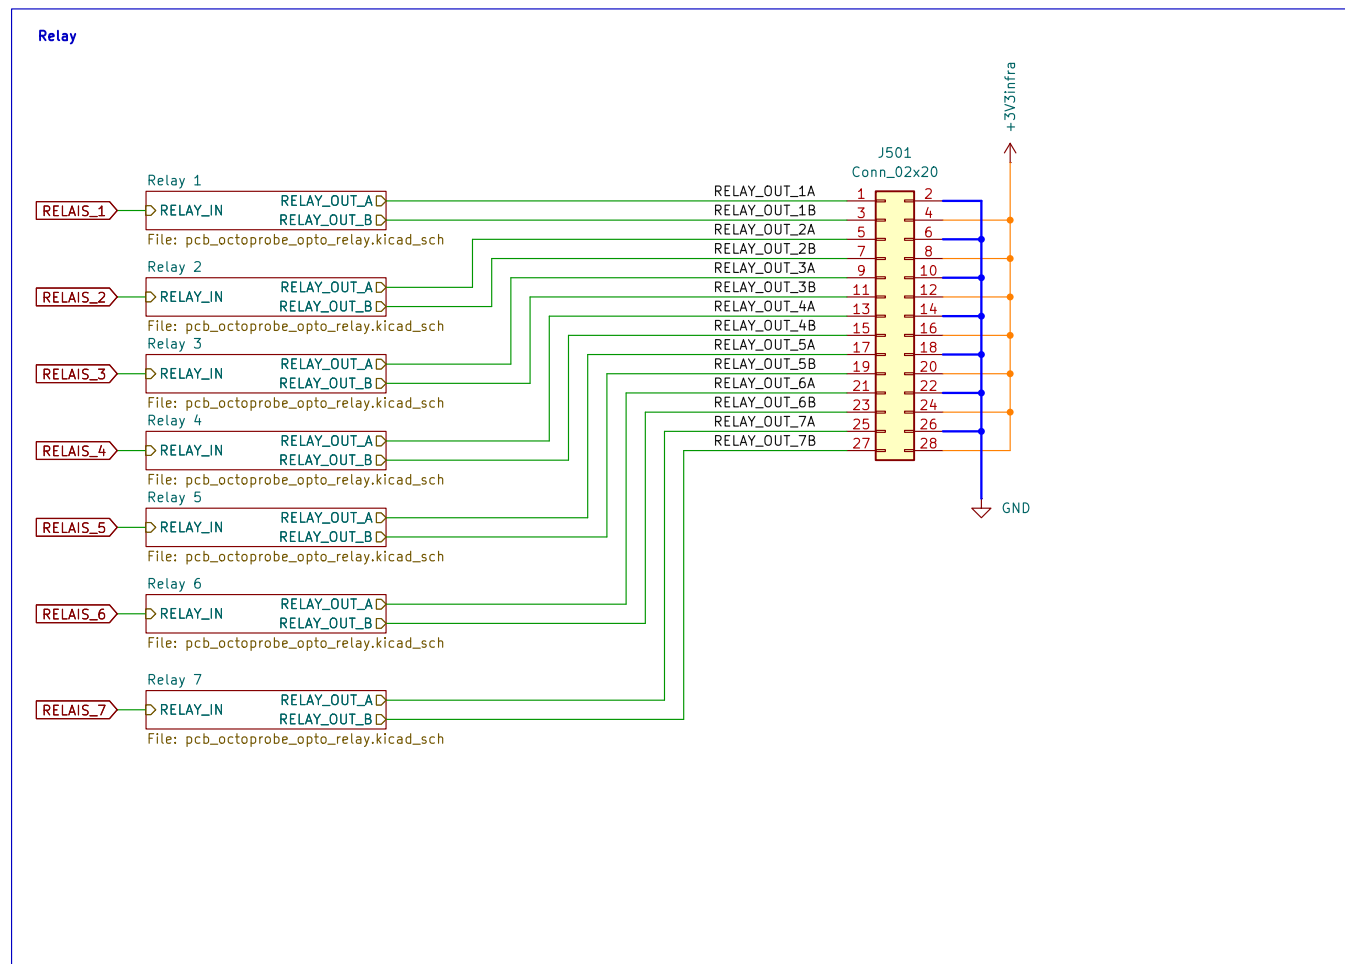 Relay
+3V3infra
J501
Conn_02x20
Relay 1
RELAIS_1
RELAY_IN
RELAY_OUT_A
RELAY_OUT_B
File: pcb_octoprobe_opto_relay.kicad_sch
Relay 2
RELAIS_2
RELAY_IN
RELAY_OUT_A
RELAY_OUT_B
File: pcb_octoprobe_opto_relay.kicad_sch
Relay 3
RELAIS_3
RELAY_IN
RELAY_OUT_A
RELAY_OUT_B
File: pcb_octoprobe_opto_relay.kicad_sch
Relay 4
RELAIS_4
RELAY_IN
RELAY_OUT_A
RELAY_OUT_B
File: pcb_octoprobe_opto_relay.kicad_sch
Relay 5
RELAIS_5
RELAY_IN
RELAY_OUT_A
RELAY_OUT_B
File: pcb_octoprobe_opto_relay.kicad_sch
Relay 6
RELAIS_6
RELAY_IN
RELAY_OUT_A
RELAY_OUT_B
File: pcb_octoprobe_opto_relay.kicad_sch
Relay 7
RELAIS_7
RELAY_IN
RELAY_OUT_A
RELAY_OUT_B
File: pcb_octoprobe_opto_relay.kicad_sch
RELAY_OUT_1A 1 2
RELAY_OUT_1B 3 4
RELAY_OUT_2A 5 6
RELAY_OUT_2B 7 8
RELAY_OUT_3A 9 10
RELAY_OUT_3B 11 12
RELAY_OUT_4A 13 14
RELAY_OUT_4B 15 16
RELAY_OUT_5A 17 18
RELAY_OUT_5B 19 20
RELAY_OUT_6A 21 22
RELAY_OUT_6B 23 24
RELAY_OUT_7A 25 26
RELAY_OUT_7B 27 28
GND